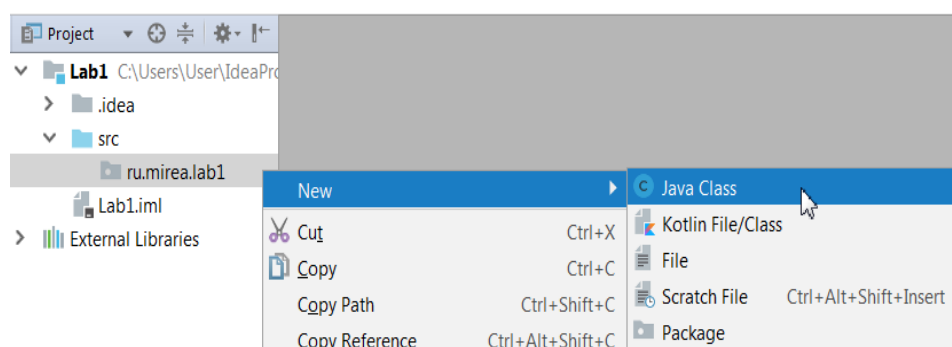 Project
Lab1 C:\Users\User\IdeaPro
.idea
src
ru.mirea.lab1
Lab1.iml
External Libraries
New
Cut Ctrl+X
Copy Ctrl+C
Copy Path Ctrl+Shift+C
Copy Reference Ctrl+Alt+Shift+C
Java Class
Kotlin File/Class
File
Scratch File Ctrl+Alt+Shift+Insert
Package